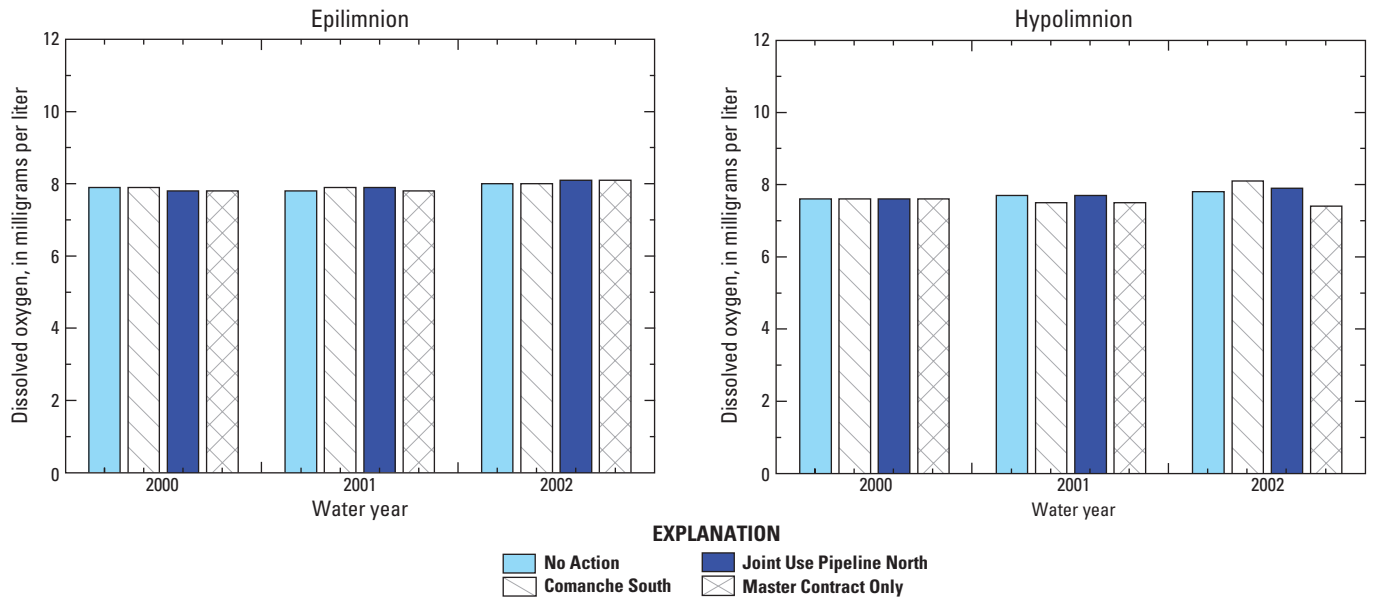 Epilimnion
Dissolved oxygen, in milligrams per liter
12
10
8
6
4
2
0
2000
2001
2002
Water year
Hypolimnion
Dissolved oxygen, in milligrams per liter
12
10
8
6
4
2
0
2000
2001
2002
Water year
EXPLANATION
No Action
Joint Use Pipeline North
Comanche South
Master Contract Only